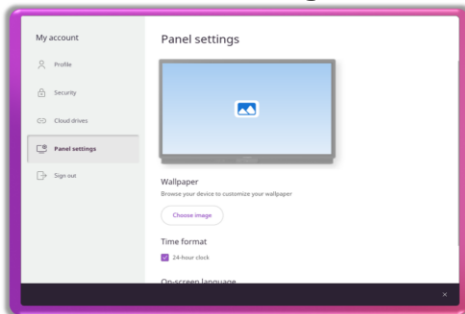 My account
Profile
Security
Cloud drives
Panel settings
Sign out
Panel settings
Wallpaper
Browse your device to customize your wallpaper
Choose image
Time format
24-hour clock
On-screen language